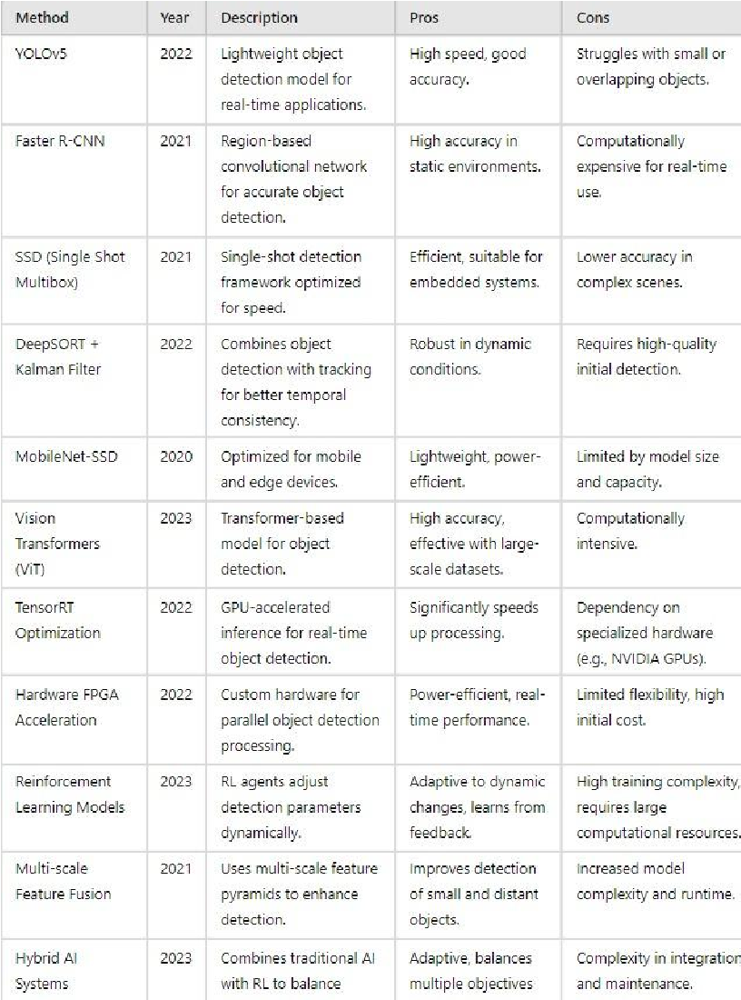 Method Year Description Pros Cons
YOLOv5 2022 Lightweight object High speed, good Struggles with small or
detection model for accuracy. overlapping objects.
real-time applications.
Faster R-CNN 2021 Region-based High accuracy in Computationally
convolutional network static environments. expensive for real-time
for accurate object use.
detection.
SSD (Single Shot 2021 Single-shot detection Efficient, suitable for Lower accuracy in
Multibox) framework optimized embedded systems. complex scenes.
for speed.
DeepSORT + 2022 Combines object Robust in dynamic Requires high-quality
Kalman Filter detection with tracking conditions. initial detection.
for better temporal
consistency.
MobileNet-SSD 2020 Optimized for mobile Lightweight, power- Limited by model size
and edge devices. efficient. and capacity.
Vision 2023 Transformer-based High accuracy, Computationally
Transformers model for object effective with large- intensive.
(ViT) detection. scale datasets.
TensorRT 2022 GPU-accelerated Significantly speeds Dependency on
Optimization inference for real-time up processing. specialized hardware
object detection. (e.g., NVIDIA GPUs).
Hardware FPGA 2022 Custom hardware for Power-efficient, real- Limited flexibility, high
Acceleration parallel object detection time performance. initial cost.
processing.
Reinforcement 2023 RL agents adjust Adaptive to dynamic High training complexity,
Learning Models detection parameters changes, learns from requires large
dynamically. feedback. computational resources.
Multi-scale 2021 Uses multi-scale feature Improves detection Increased model
Feature Fusion pyramids to enhance of small and distant complexity and runtime.
detection. objects.
Hybrid AI 2023 Combines traditional AI Adaptive, balances Complexity in integration
Systems with RL to balance multiple objectives and maintenance.